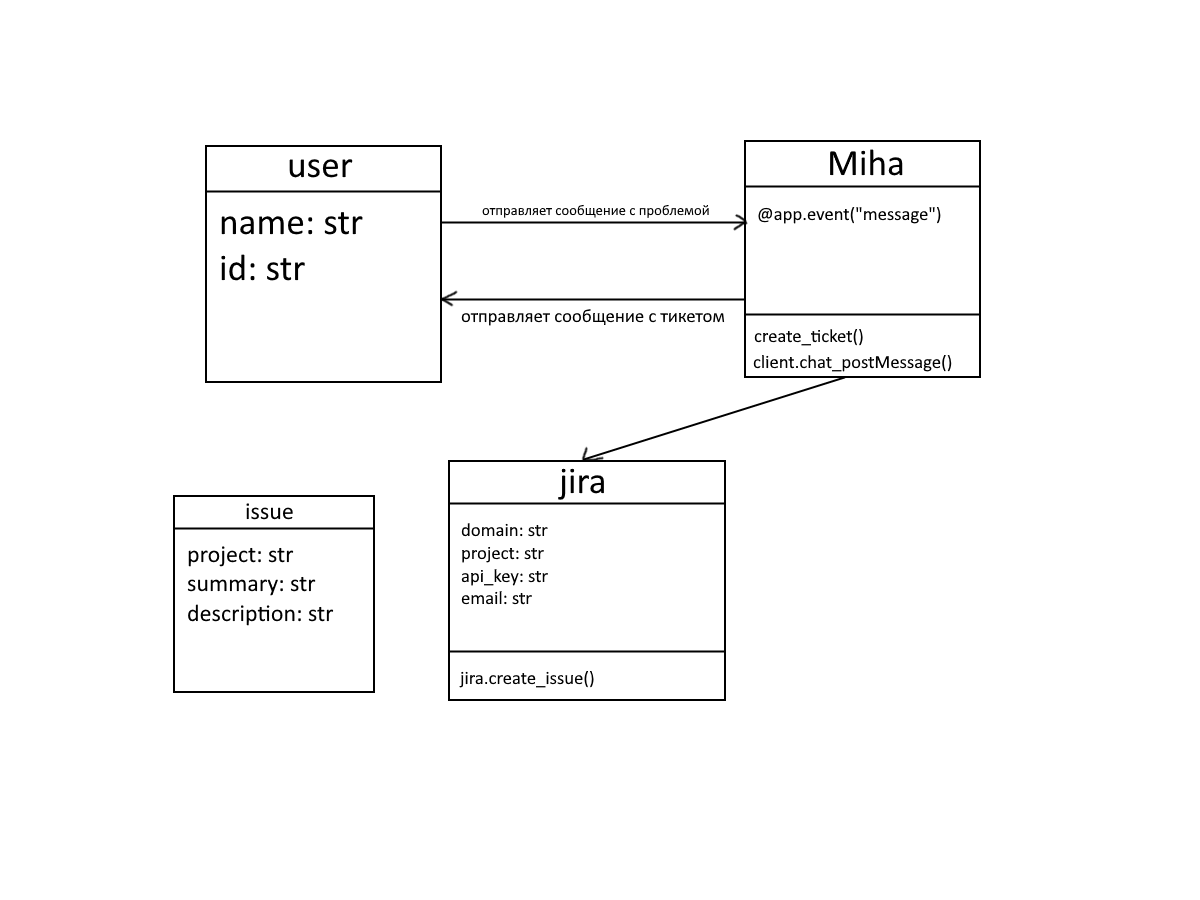 user
name: str
id: str
отправляет сообщение с проблемой
отправляет сообщение с тикетом
Miha
@app.event("message")
create_ticket()
client.chat_postMessage()
issue
project: str
summary: str
description: str
jira
domain: str
project: str
api_key: str
email: str
jira.create_issue()